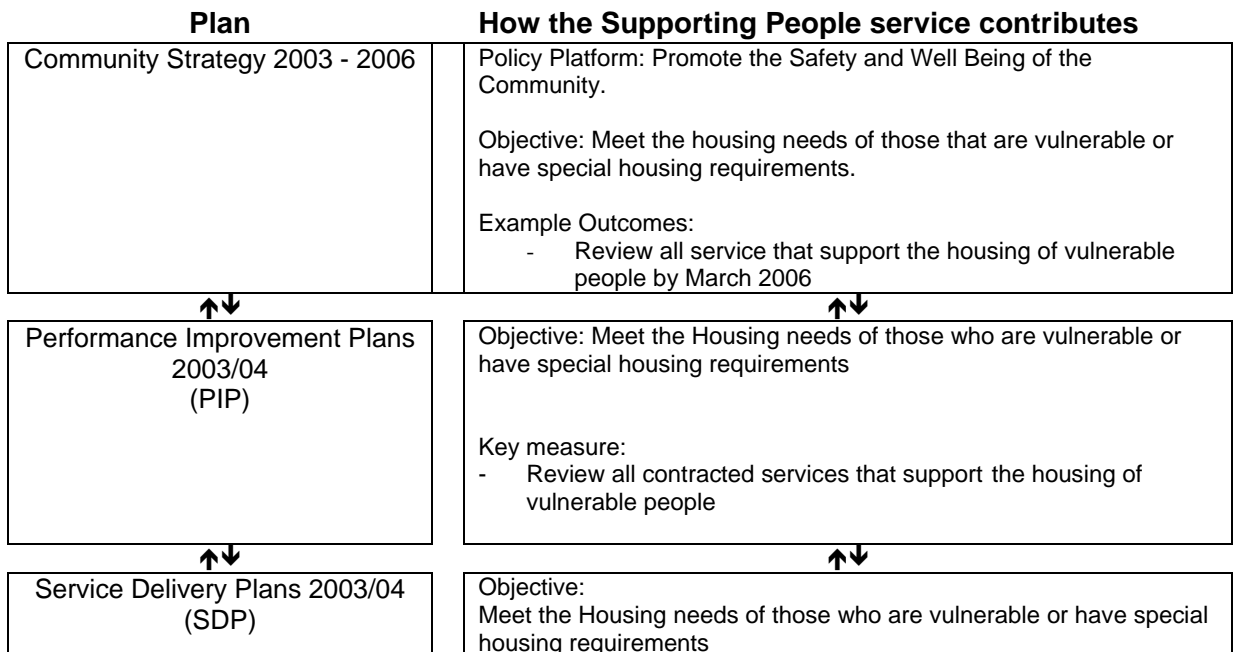 Plan
How the Supporting People service contributes
Community Strategy 2003 - 2006
Policy Platform: Promote the Safety and Well Being of the
Community.
Objective: Meet the housing needs of those that are vulnerable or
have special housing requirements.
Example Outcomes:
- Review all service that support the housing of vulnerable
people by March 2006
🡹🡻
🡹🡻
Performance Improvement Plans
2003/04
(PIP)
Objective: Meet the Housing needs of those who are vulnerable or
have special housing requirements
Key measure:
- Review all contracted services that support the housing of
vulnerable people
🡹🡻
🡹🡻
Service Delivery Plans 2003/04
(SDP)
Objective:
Meet the Housing needs of those who are vulnerable or have special
housing requirements